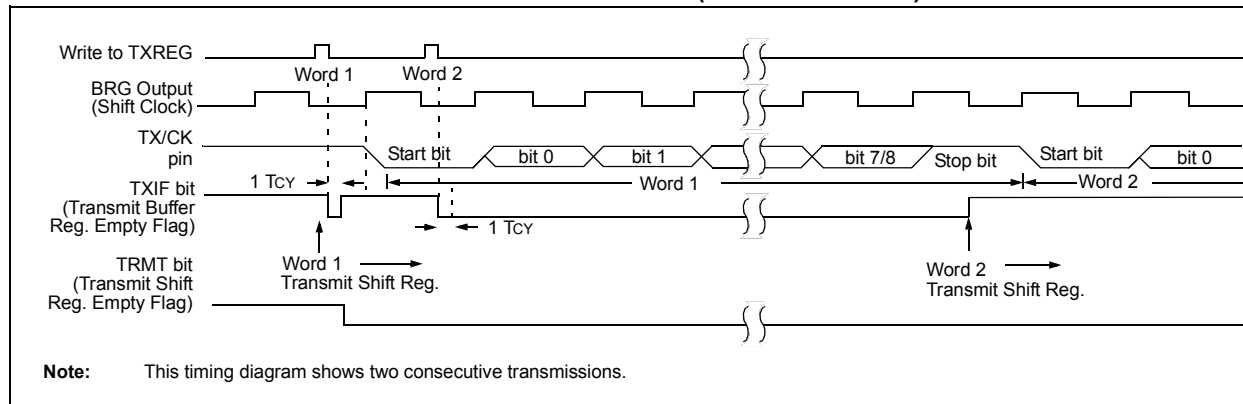 Write to TXREG
Word 1
Word 2
BRG Output
(Shift Clock)
TX/CK
pin
Start bit
bit 0
bit 1
bit 7/8
Stop bit
Start bit
bit 0
1 TCY
Word 1
Word 2
TXIF bit
(Transmit Buffer
Reg. Empty Flag)
1 TCY
Word 1
Transmit Shift Reg.
Word 2
Transmit Shift Reg.
TRMT bit
(Transmit Shift
Reg. Empty Flag)
Note: This timing diagram shows two consecutive transmissions.